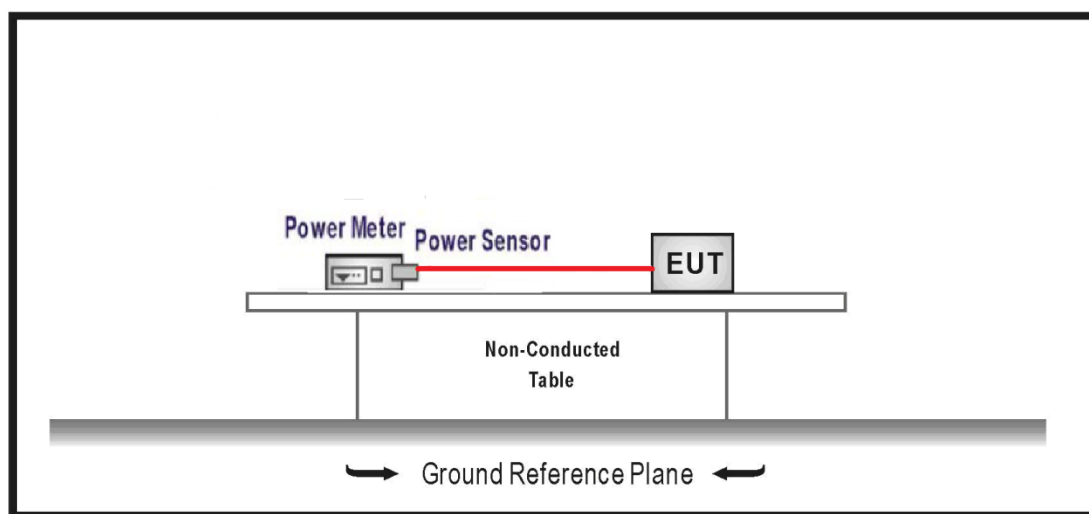 Power Meter
Power Sensor
EUT
Non-Conducted
Table
Ground Reference Plane